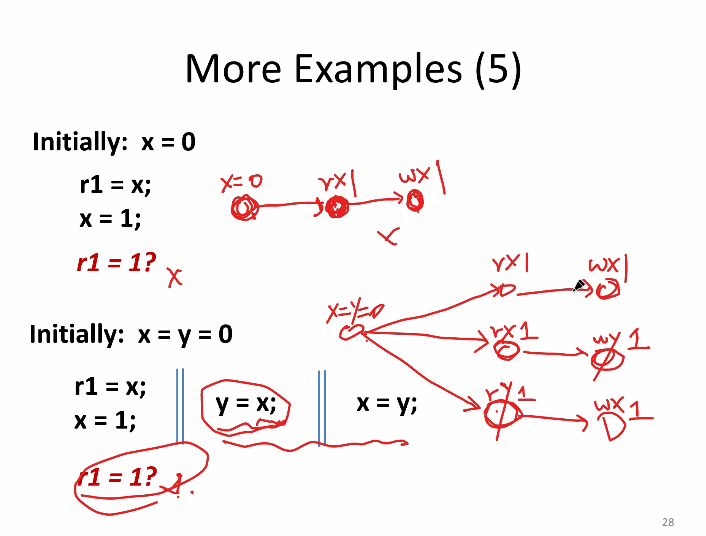 More Examples (5)
Initially: x = 0
r1 = x;
x = 1;
r1 = 1? x
x=0 rx1 wx1
x
Initially: x = y = 0
r1 = x;
x = 1;
y = x;
x = y;
r1 = 1?
x=y=0
rx1 wx1
rx1 wy1
ry1 wx1
28